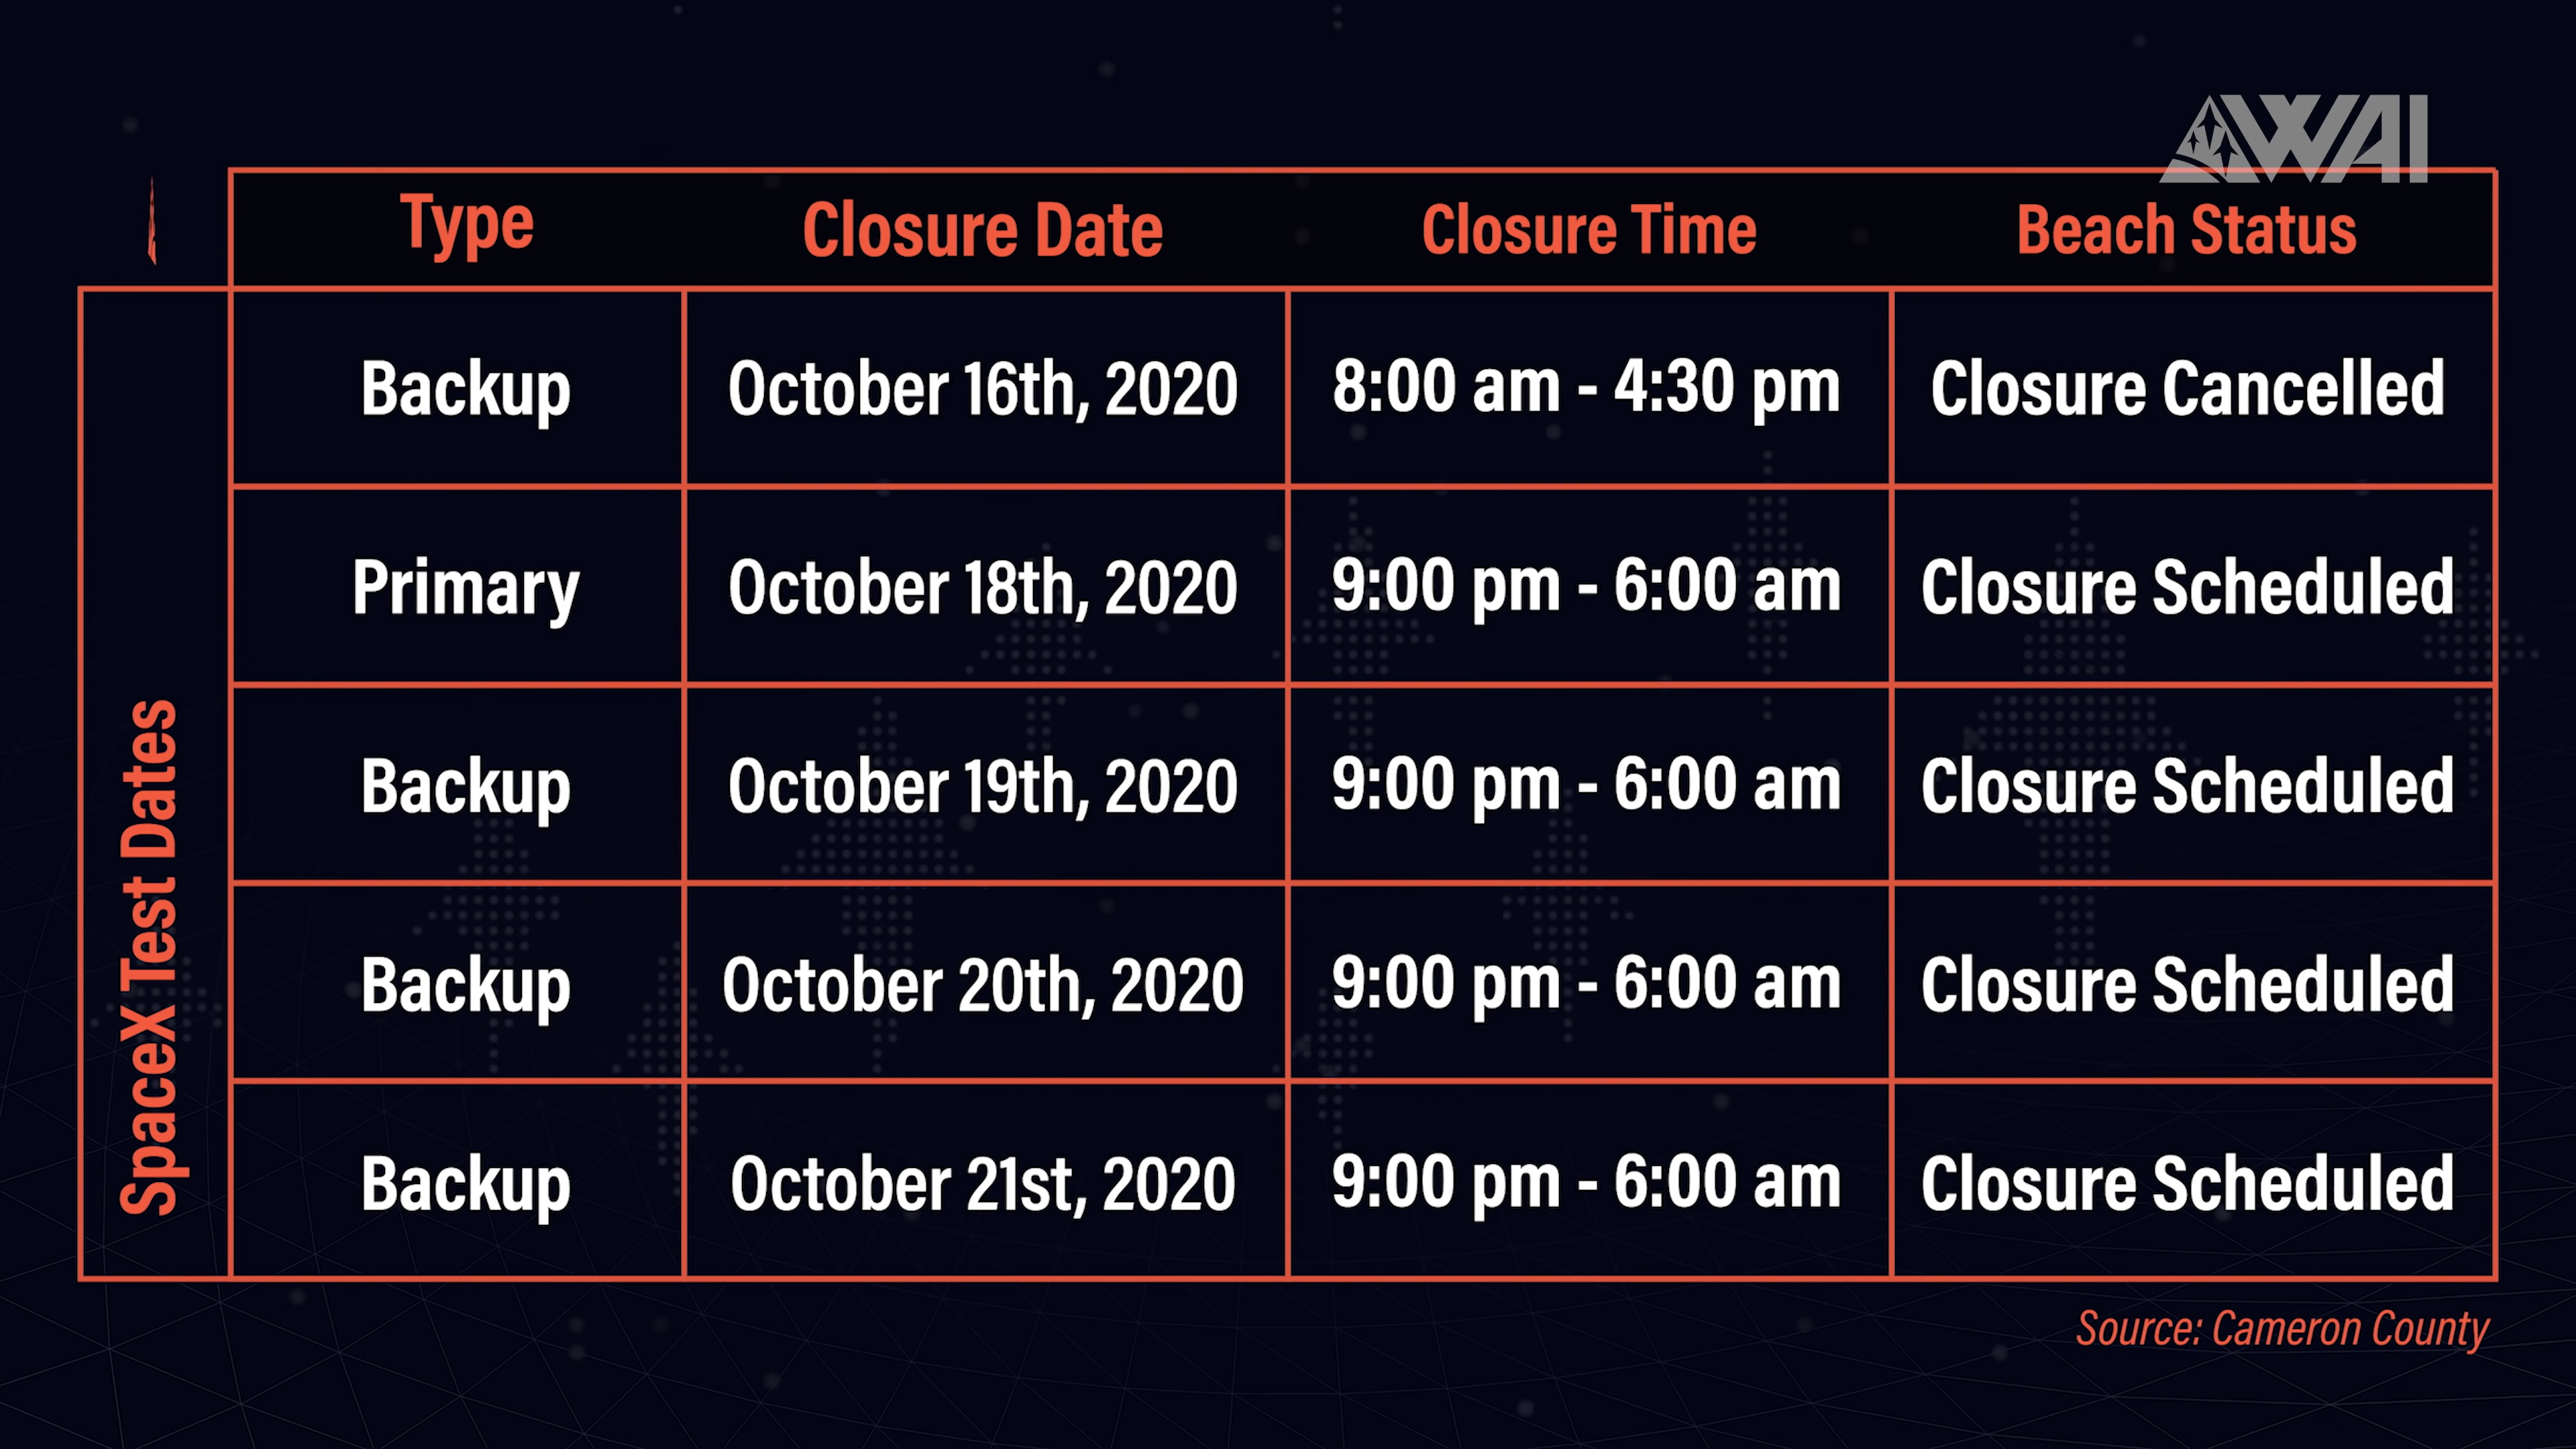 WAI
Type Closure Date Closure Time Beach Status
Backup October 16th, 2020 8:00 am - 4:30 pm Closure Cancelled
Primary October 18th, 2020 9:00 pm - 6:00 am Closure Scheduled
Backup October 19th, 2020 9:00 pm - 6:00 am Closure Scheduled
Backup October 20th, 2020 9:00 pm - 6:00 am Closure Scheduled
Backup October 21st, 2020 9:00 pm - 6:00 am Closure Scheduled
SpaceX Test Dates
Source: Cameron County